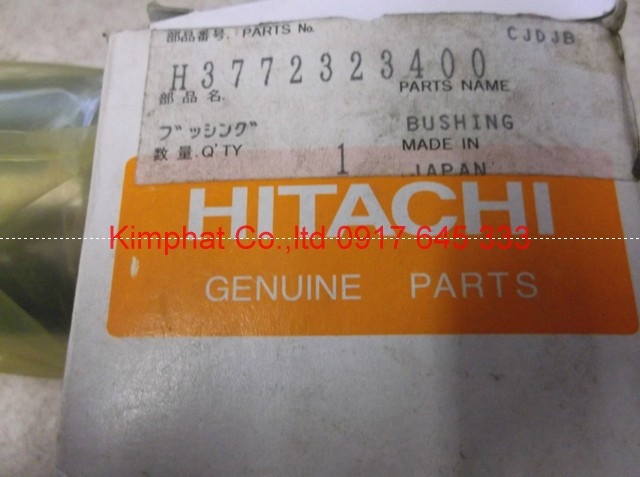 部品番号. PARTS No.
CJDJB
H3772323400
部品名. PARTS NAME
ブッシング BUSHING
数量.Q'TY 1 MADE IN
JAPAN
HITACHI
Kimphat Co.,ltd 0917 645 333
GENUINE PARTS